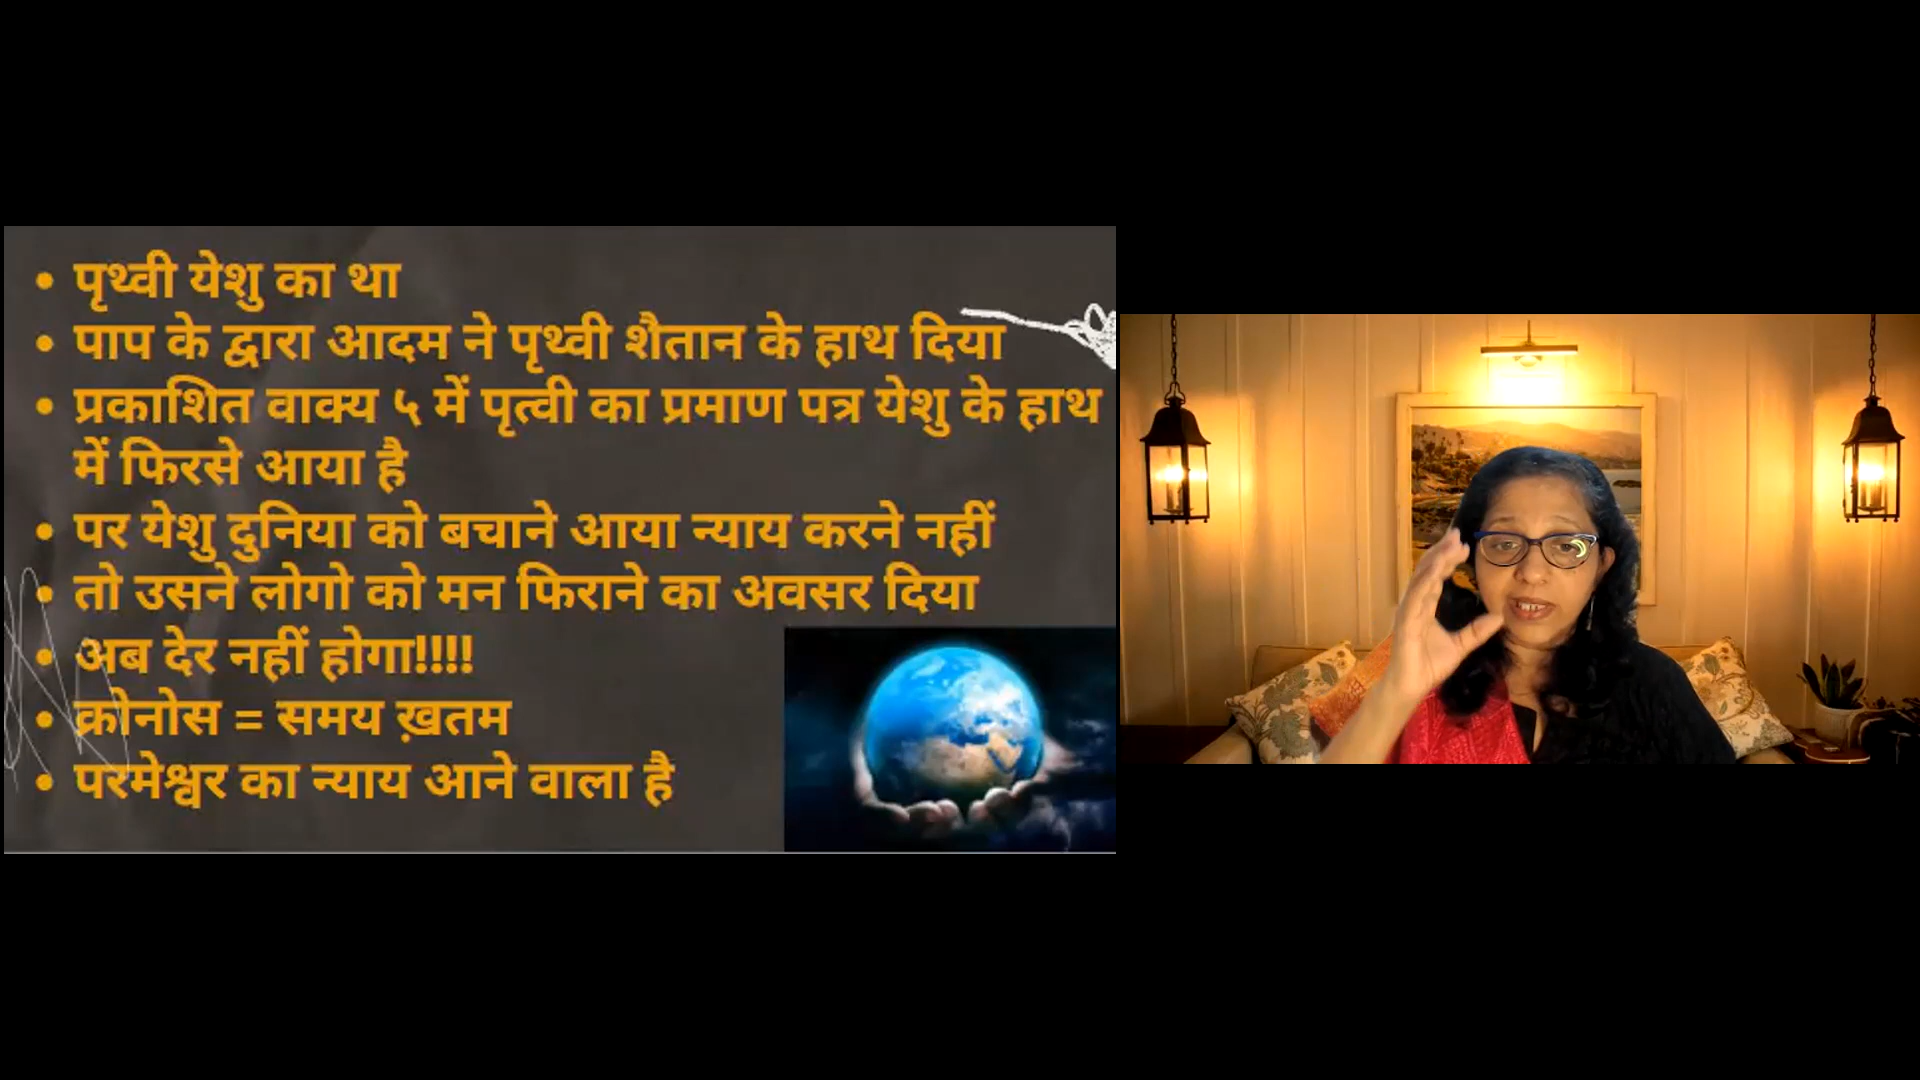 • पृथ्वी येशु का था
• पाप के द्वारा आदम ने पृथ्वी शैतान के हाथ दिया
• प्रकाशित वाक्य ५ में पृत्वी का प्रमाण पत्र येशु के हाथ
में फिरसे आया है
• पर येशु दुनिया को बचाने आया न्याय करने नहीं
• तो उसने लोगो को मन फिराने का अवसर दिया
• अब देर नहीं होगा!!!!
• क्रोनोस = समय ख़तम
• परमेश्वर का न्याय आने वाला है